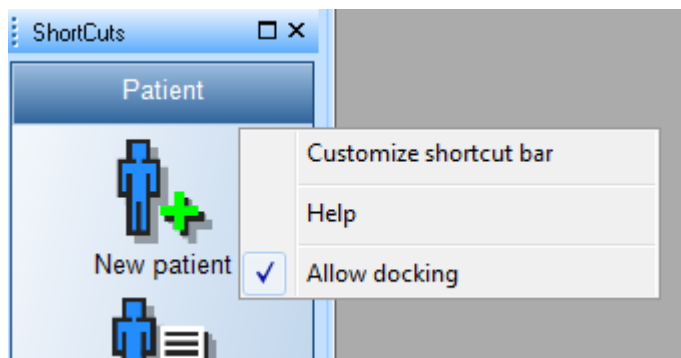 ShortCuts
Patient
Customize shortcut bar
Help
New patient
Allow docking